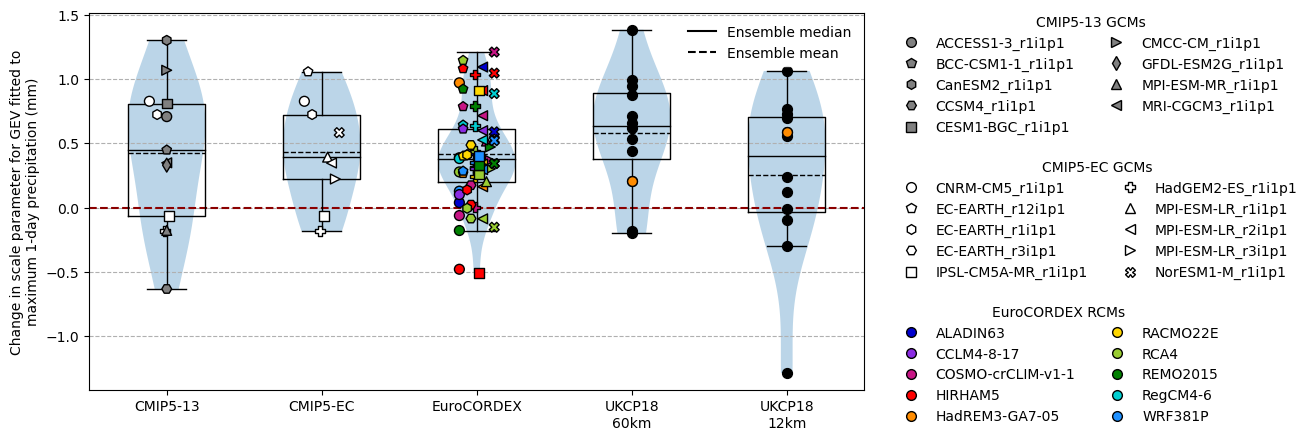 Change in scale parameter for GEV fitted to
maximum 1-day precipitation (mm)
1.5
1.0
0.5
0.0
−0.5
−1.0
CMIP5-13
CMIP5-EC
EuroCORDEX
UKCP18
60km
UKCP18
12km
Ensemble median
Ensemble mean
CMIP5-13 GCMs
ACCESS1-3_r1i1p1
BCC-CSM1-1_r1i1p1
CanESM2_r1i1p1
CCSM4_r1i1p1
CESM1-BGC_r1i1p1
CMCC-CM_r1i1p1
GFDL-ESM2G_r1i1p1
MPI-ESM-MR_r1i1p1
MRI-CGCM3_r1i1p1
CMIP5-EC GCMs
CNRM-CM5_r1i1p1
EC-EARTH_r12i1p1
EC-EARTH_r1i1p1
EC-EARTH_r3i1p1
IPSL-CM5A-MR_r1i1p1
HadGEM2-ES_r1i1p1
MPI-ESM-LR_r1i1p1
MPI-ESM-LR_r2i1p1
MPI-ESM-LR_r3i1p1
NorESM1-M_r1i1p1
EuroCORDEX RCMs
ALADIN63
CCLM4-8-17
COSMO-crCLIM-v1-1
HIRHAM5
HadREM3-GA7-05
RACMO22E
RCA4
REMO2015
RegCM4-6
WRF381P